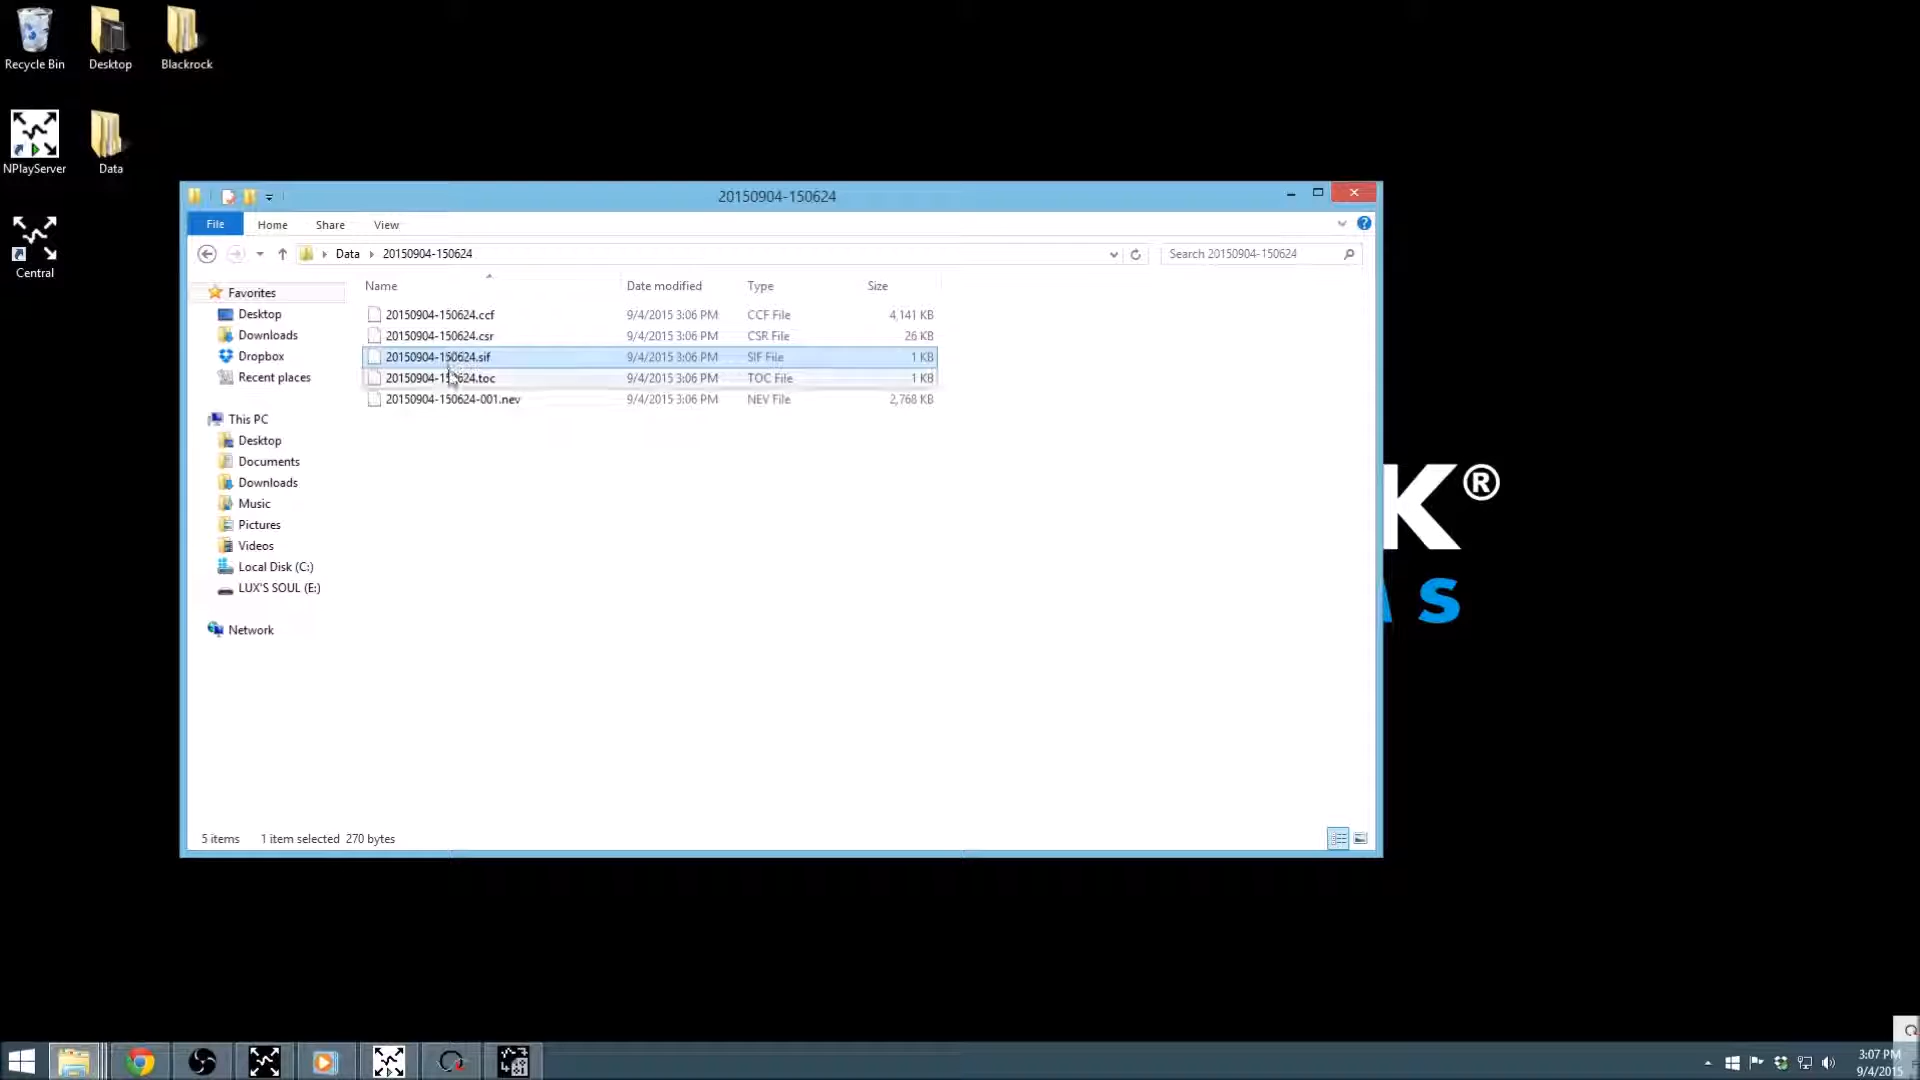 Recycle Bin
Desktop
Blackrock
NPlayServer
Data
Central
20150904-150624
File Home Share View
Data 20150904-150624
Search 20150904-150624
Name Date modified Type Size
Favorites
Desktop
Downloads
Dropbox
Recent places
This PC
Desktop
Documents
Downloads
Music
Pictures
Videos
Local Disk (C:)
LUX'S SOUL (E:)
Network
20150904-150624.ccf 9/4/2015 3:06 PM CCF File 4,141 KB
20150904-150624.csr 9/4/2015 3:06 PM CSR File 26 KB
20150904-150624.sif 9/4/2015 3:06 PM SIF File 1 KB
20150904-150624.toc 9/4/2015 3:06 PM TOC File 1 KB
20150904-150624-001.nev 9/4/2015 3:06 PM NEV File 2,768 KB
5 items 1 item selected 270 bytes
K®
AS
3:07 PM
9/4/2015